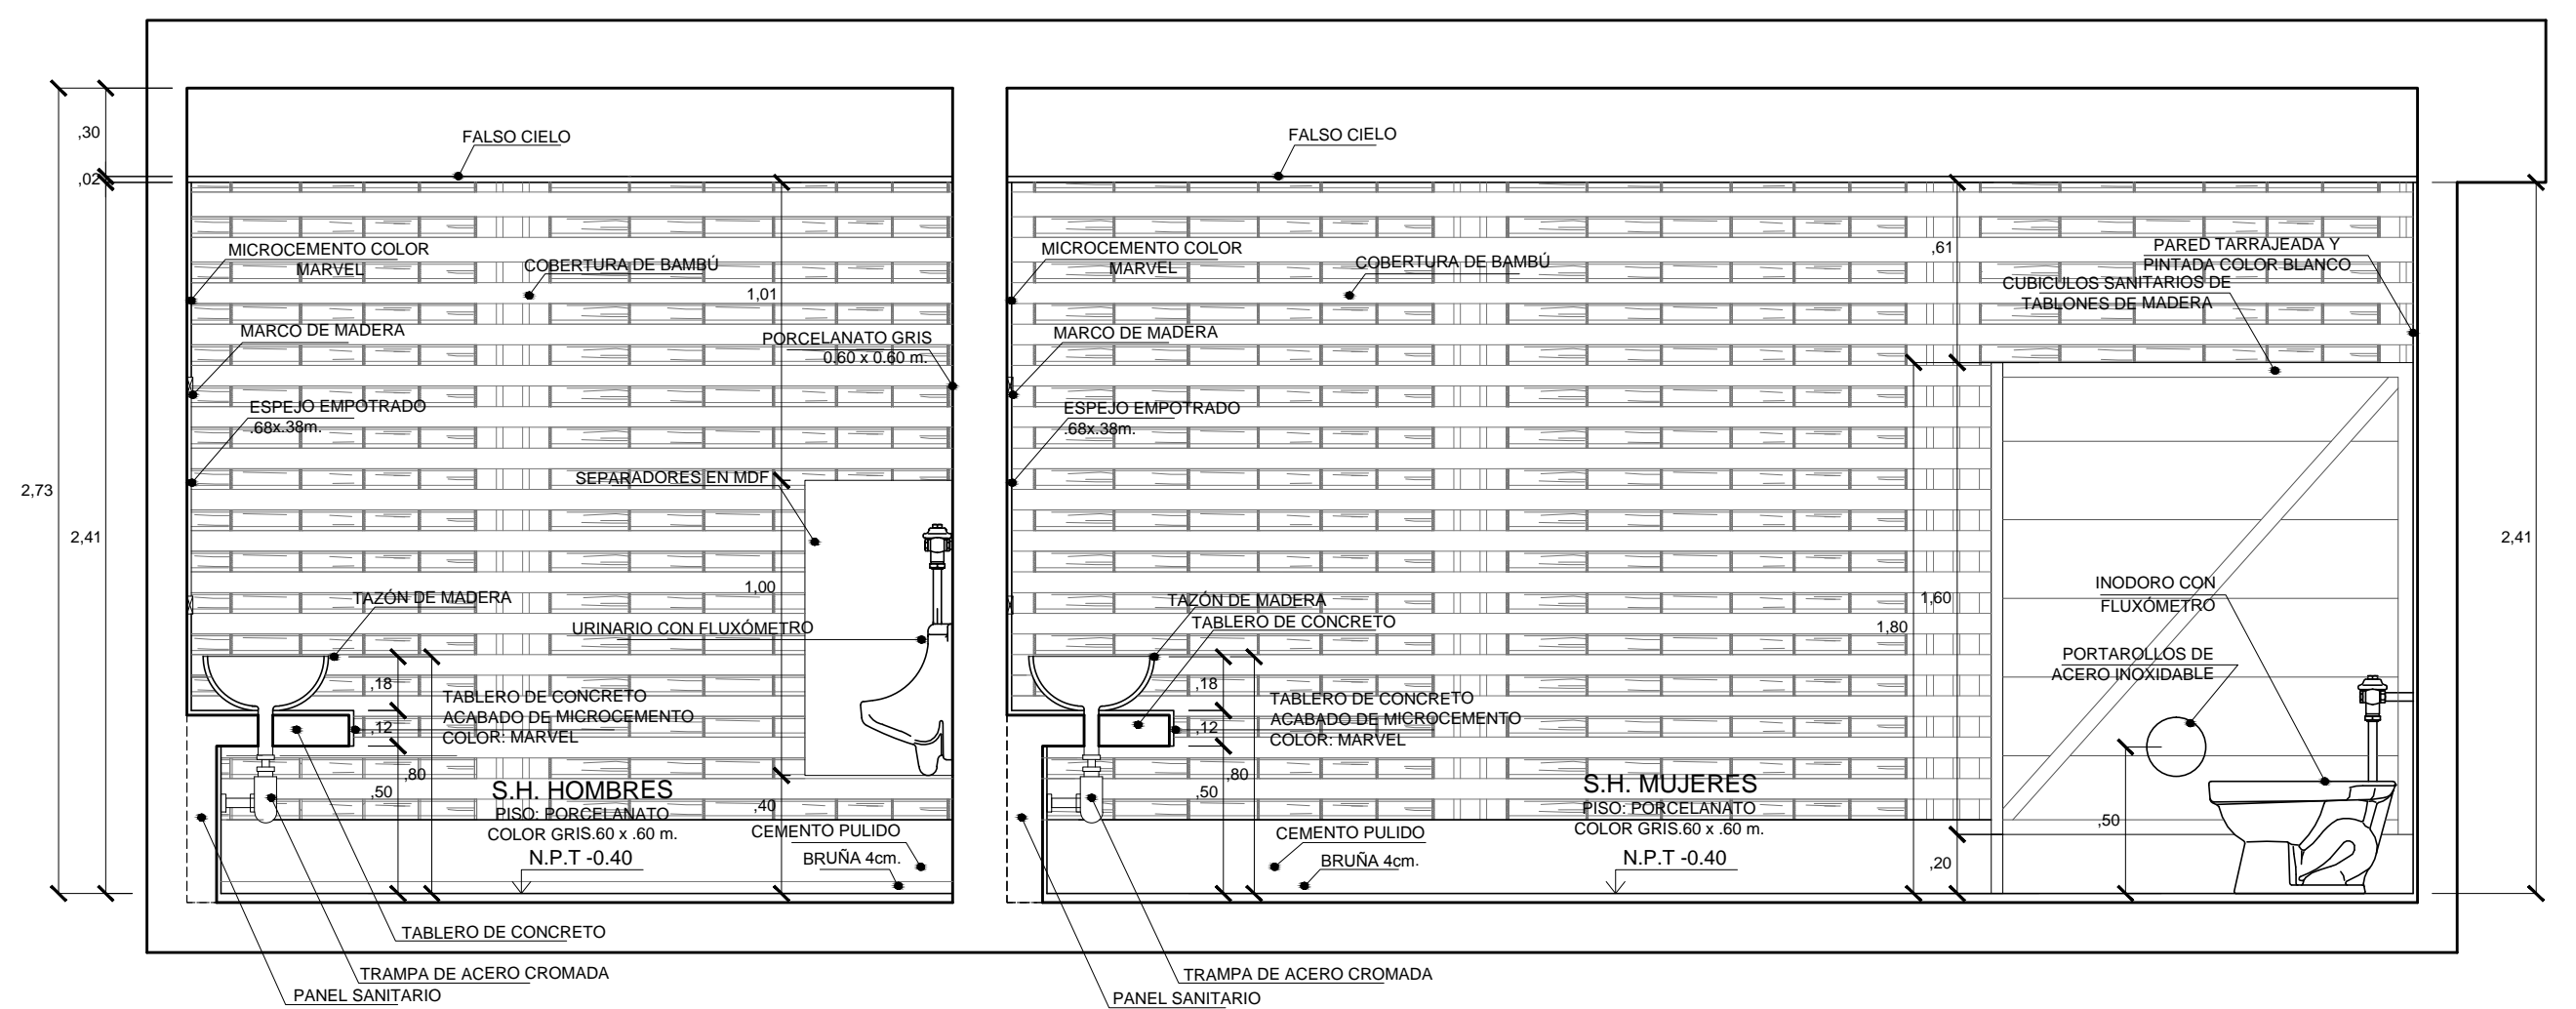 ,30
,02
2,73
2,41
FALSO CIELO
MICROCEMENTO COLOR
MARVEL
COBERTURA DE BAMBÚ
1,01
MARCO DE MADERA
PORCELANATO GRIS
0.60 x 0.60 m.
ESPEJO EMPOTRADO
.68x.38m.
SEPARADORES EN MDF
1,00
TAZÓN DE MADERA
URINARIO CON FLUXÓMETRO
,18
,12
,80
,50
TABLERO DE CONCRETO
ACABADO DE MICROCEMENTO
COLOR: MARVEL
S.H. HOMBRES
PISO: PORCELANATO
COLOR GRIS.60 x .60 m.
N.P.T -0.40
,40
CEMENTO PULIDO
BRUÑA 4cm.
TABLERO DE CONCRETO
TRAMPA DE ACERO CROMADA
PANEL SANITARIO
FALSO CIELO
MICROCEMENTO COLOR
MARVEL
COBERTURA DE BAMBÚ
,61
PARED TARRAJEADA Y
PINTADA COLOR BLANCO
CUBICULOS SANITARIOS DE
TABLONES DE MADERA
MARCO DE MADERA
ESPEJO EMPOTRADO
.68x.38m.
2,41
TAZÓN DE MADERA
TABLERO DE CONCRETO
1,60
1,80
INODORO CON
FLUXÓMETRO
PORTAROLLOS DE
ACERO INOXIDABLE
,18
,12
,80
,50
TABLERO DE CONCRETO
ACABADO DE MICROCEMENTO
COLOR: MARVEL
S.H. MUJERES
PISO: PORCELANATO
COLOR GRIS.60 x .60 m.
N.P.T -0.40
CEMENTO PULIDO
BRUÑA 4cm.
,50
,20
TRAMPA DE ACERO CROMADA
PANEL SANITARIO